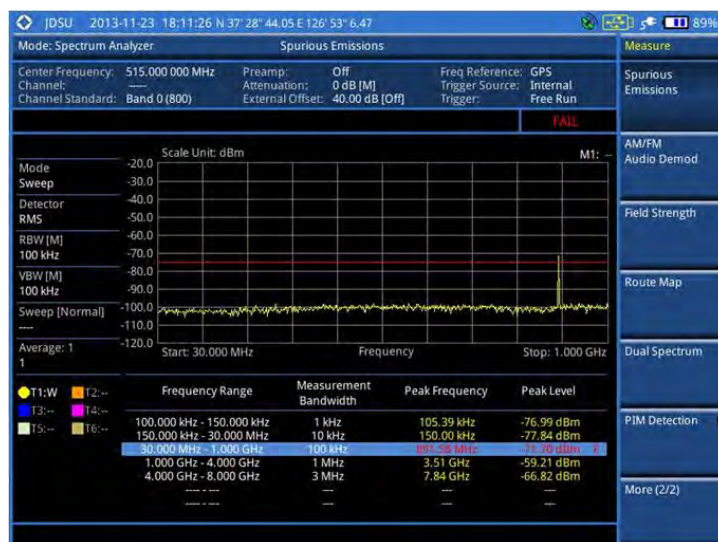 JDSU 2013-11-23 18:11:26 N 37° 28" 44.05 E 126° 53" 6.47 89%
Mode: Spectrum Analyzer Spurious Emissions Measure
Center Frequency: 515.000 000 MHz Preamp: Off Freq Reference: GPS
Channel: ---- Attenuation: 0 dB [M] Trigger Source: Internal
Channel Standard: Band 0 (800) External Offset: 40.00 dB [Off] Trigger: Free Run
FAIL
Spurious Emissions
AM/FM Audio Demod
Field Strength
Route Map
Dual Spectrum
PIM Detection
More (2/2)
Scale Unit: dBm M1: --
Mode
Sweep
Detector
RMS
RBW [M]
100 kHz
VBW [M]
100 kHz
Sweep [Normal]
----
Average: 1
1
-20.0
-30.0
-40.0
-50.0
-60.0
-70.0
-80.0
-90.0
-100.0
-110.0
-120.0
Start: 30.000 MHz Frequency Stop: 1.000 GHz
T1:W T2:--
T3:-- T4:--
T5:-- T6:--
Frequency Range Measurement Bandwidth Peak Frequency Peak Level
100.000 kHz - 150.000 kHz 1 kHz 105.39 kHz -76.99 dBm
150.000 kHz - 30.000 MHz 10 kHz 150.00 kHz -77.84 dBm
30.000 MHz - 1.000 GHz 100 kHz MHz -71.70 dBm F
1.000 GHz - 4.000 GHz 1 MHz 3.51 GHz -59.21 dBm
4.000 GHz - 8.000 GHz 3 MHz 7.84 GHz -66.82 dBm
---- - --- --- --- ---
---- - --- --- --- ---